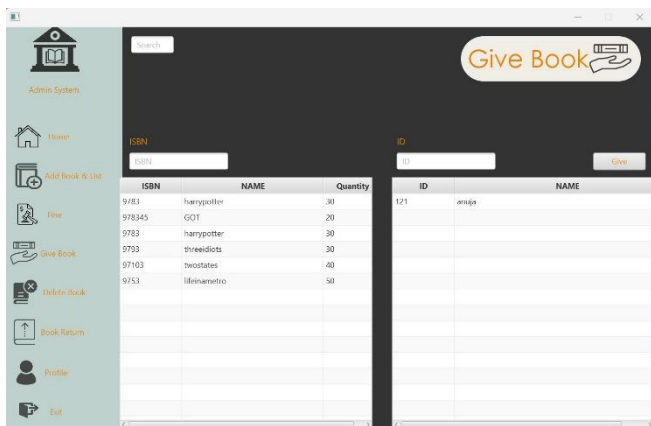 Search
Give Book
Admin System
Home
Add Book & List
Fine
Give Book
Delete Book
Book Return
Profile
Exit
ISBN
ISBN
ID
ID
Give
ISBN NAME Quantity
9783 harrypotter 30
978345 GOT 20
9783 harrypotter 30
9793 threeidiots 30
97103 twostates 40
9753 lifeinametro 50
ID NAME
121 anuja